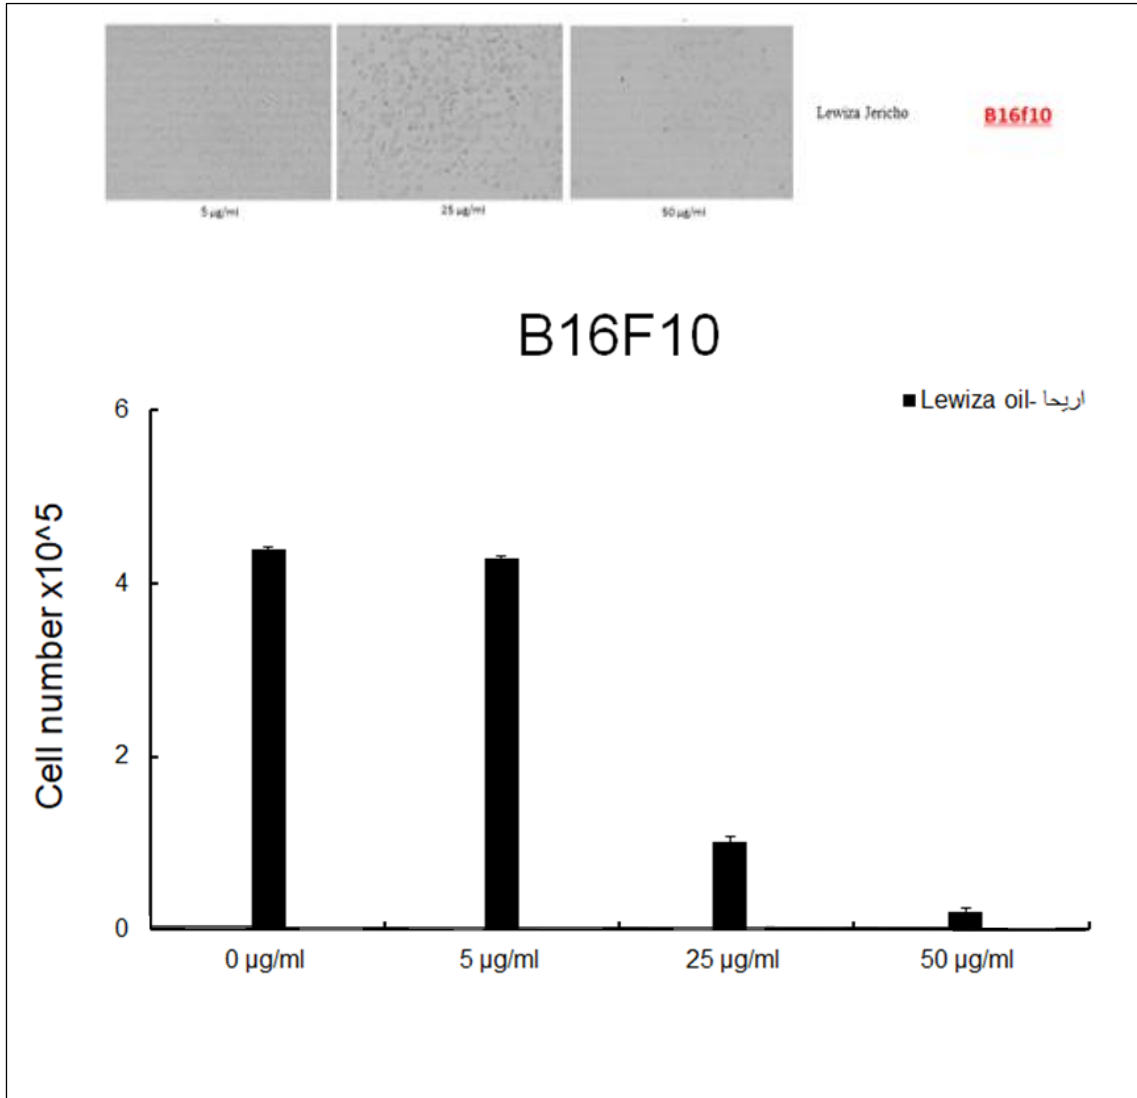 5 µg/ml
25 µg/ml
50 µg/ml
Lewiza Jericho
B16f10
B16F10
Lewiza oil- اريحا
Cell number x10^5
6
4
2
0
0 µg/ml
5 µg/ml
25 µg/ml
50 µg/ml